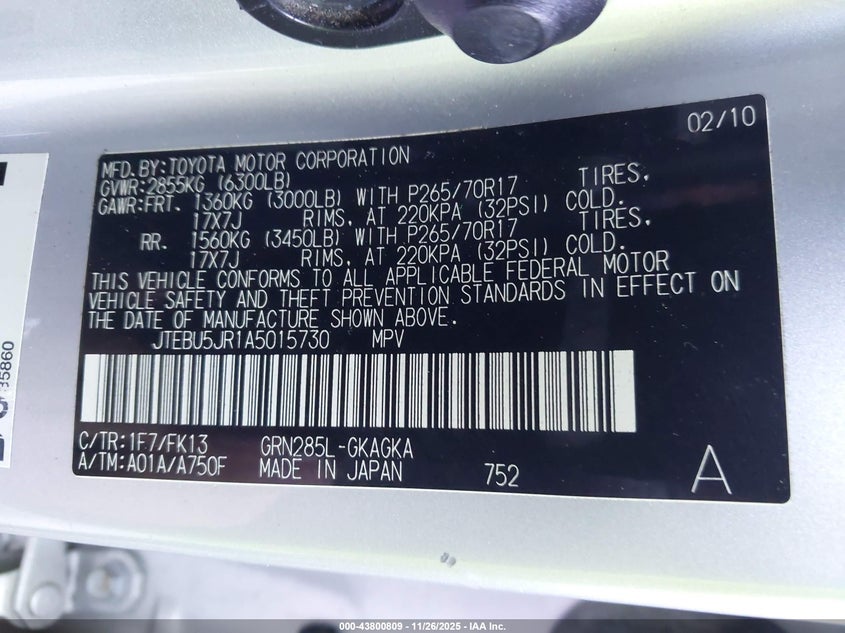 02/10
MFD.BY:TOYOTA MOTOR CORPORATION
GVWR:2855KG (6300LB)
GAWR:FRT. 1360KG (3000LB) WITH P265/70R17 TIRES,
17X7J RIMS, AT 220KPA (32PSI) COLD.
RR. 1560KG (3450LB) WITH P265/70R17 TIRES,
17X7J RIMS, AT 220KPA (32PSI) COLD.
THIS VEHICLE CONFORMS TO ALL APPLICABLE FEDERAL MOTOR
VEHICLE SAFETY AND THEFT PREVENTION STANDARDS IN EFFECT ON
THE DATE OF MANUFACTURE SHOWN ABOVE.
JTEBU5JR1A5015730 MPV
C/TR:1F7/FK13 GRN285L-GKAGKA
A/TM:A01A/A750F MADE IN JAPAN 752 A
000-43800809 - 11/26/2025 - IAA Inc.